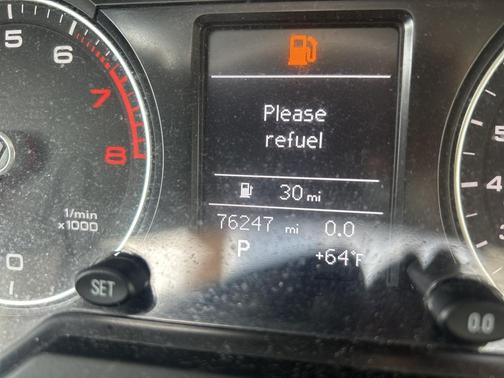 5 6 7 8
Please
refuel
30 mi
76247 mi 0.0
P +64°F
1/min
x1000
0
SET
5
4
3
0.0